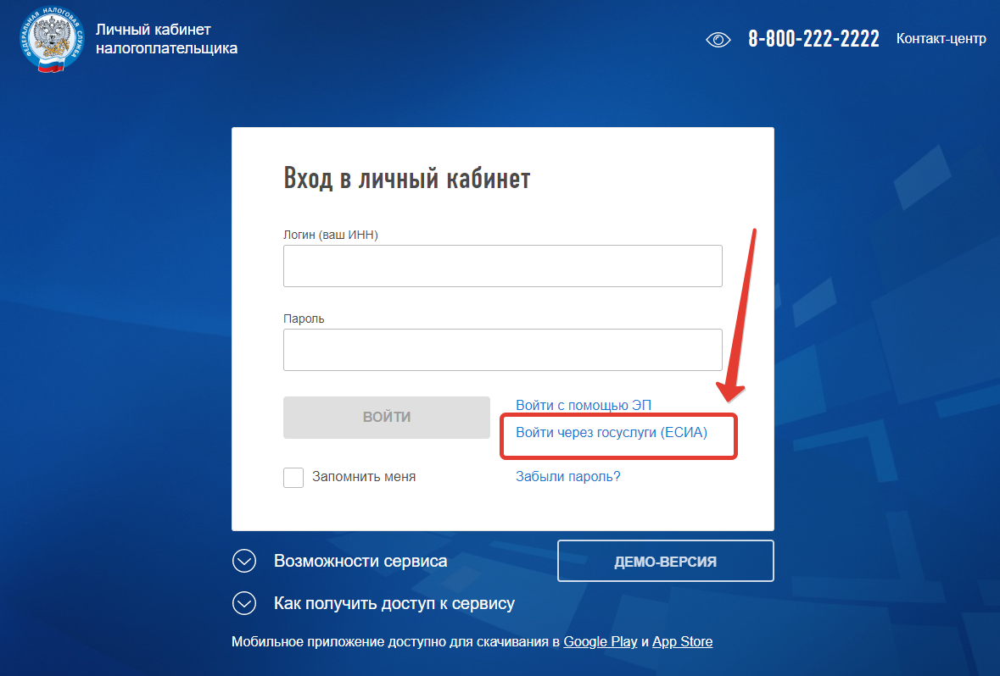 ФЕДЕРАЛЬНАЯ НАЛОГОВАЯ СЛУЖБА
Личный кабинет
налогоплательщика
8-800-222-2222 Контакт-центр
Вход в личный кабинет
Логин (ваш ИНН)
Пароль
ВОЙТИ
Войти с помощью ЭП
Войти через госуслуги (ЕСИА)
Запомнить меня
Забыли пароль?
Возможности сервиса
ДЕМО-ВЕРСИЯ
Как получить доступ к сервису
Мобильное приложение доступно для скачивания в Google Play и App Store